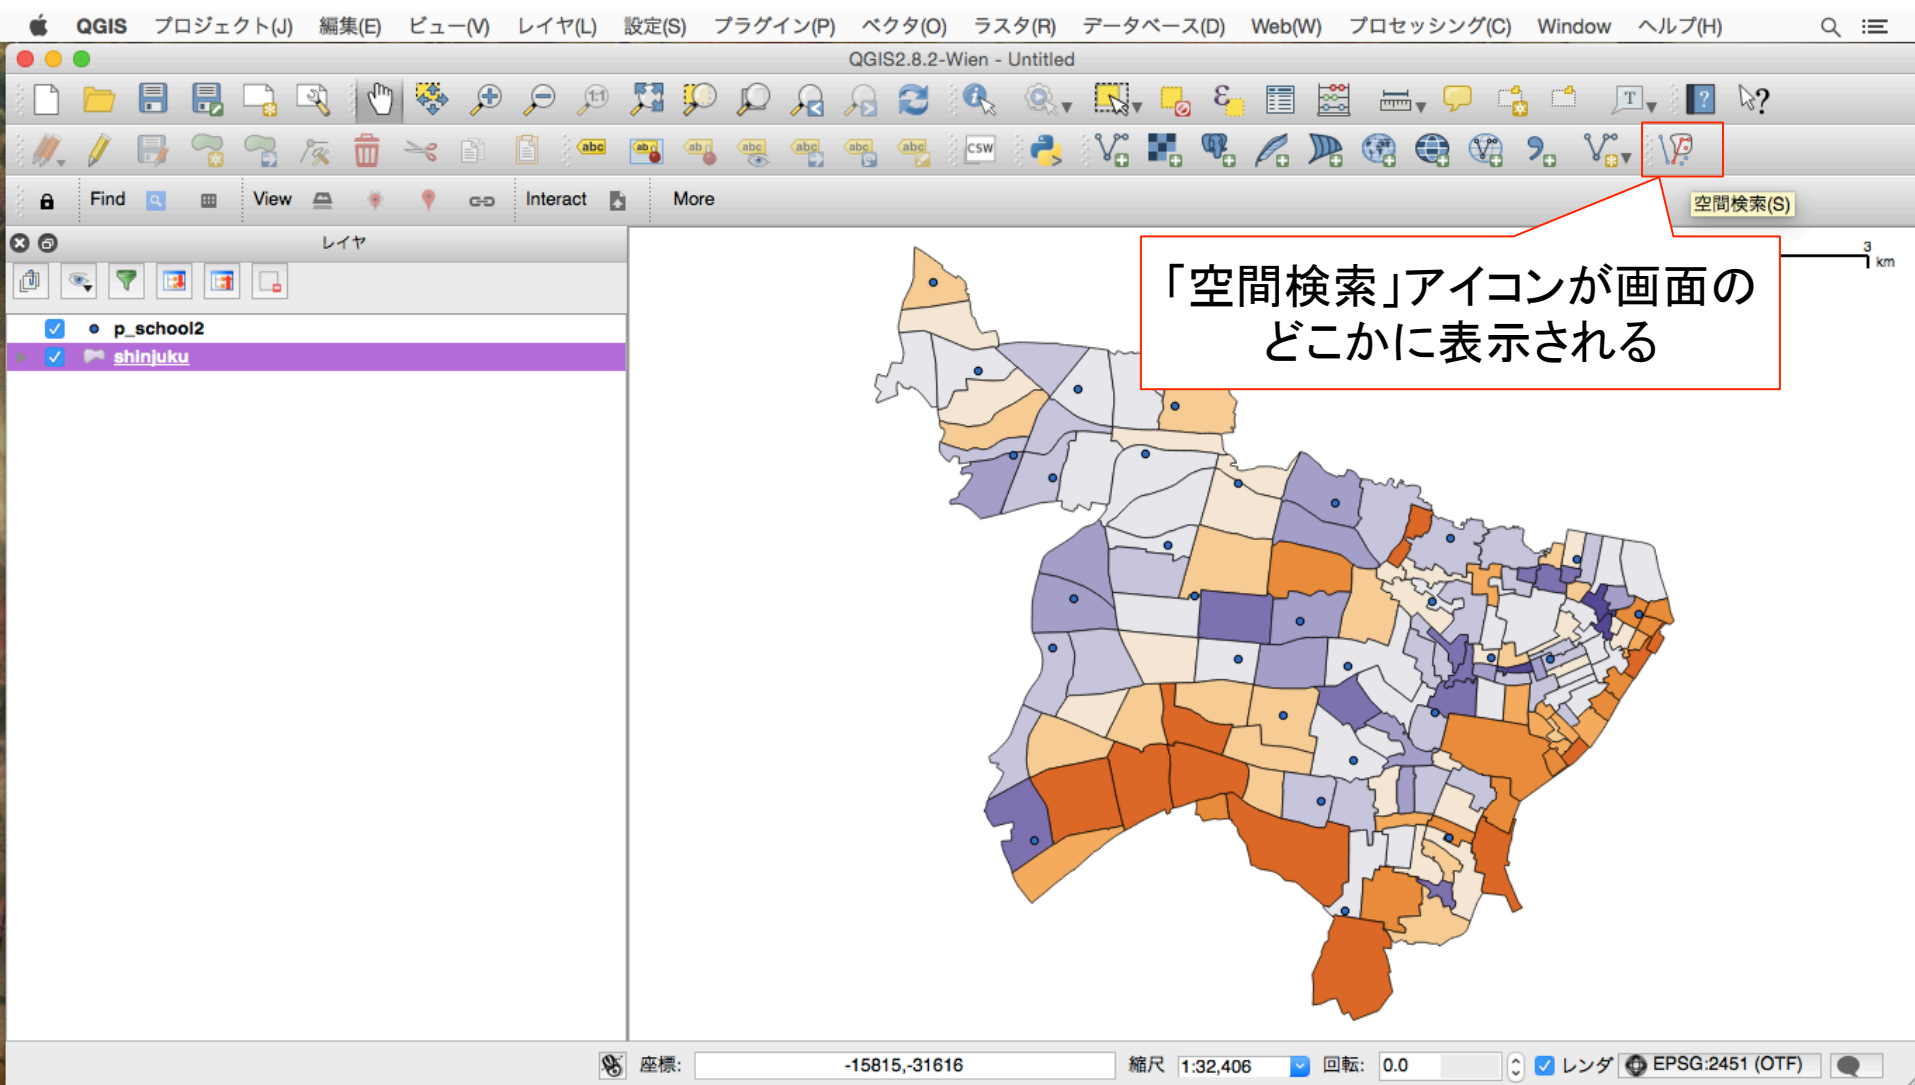 QGIS プロジェクト(J) 編集(E) ビュー(V) レイヤ(L) 設定(S) プラグイン(P) ベクタ(O) ラスタ(R) データベース(D) Web(W) プロセッシング(C) Window ヘルプ(H)
QGIS2.8.2-Wien - Untitled
1:1
T
?
?
abc
CSW
Find
View
Interact
More
空間検索(S)
レイヤ
3
km
「空間検索」アイコンが画面の
どこかに表示される
p_school2
shinjuku
座標: -15815,-31616 縮尺 1:32,406 回転: 0.0 レンダ EPSG:2451 (OTF)